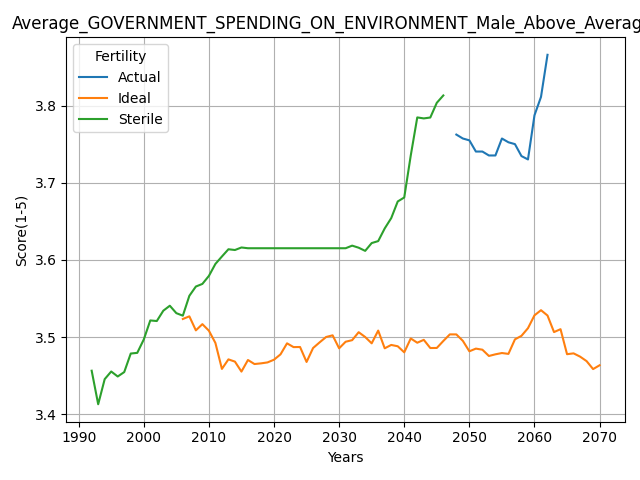 Average_GOVERNMENT_SPENDING_ON_ENVIRONMENT_Male_Above_Averag
Fertility
Actual
Ideal
Sterile
3.8
3.7
3.6
3.5
3.4
Score(1-5)
1990 2000 2010 2020 2030 2040 2050 2060 2070
Years